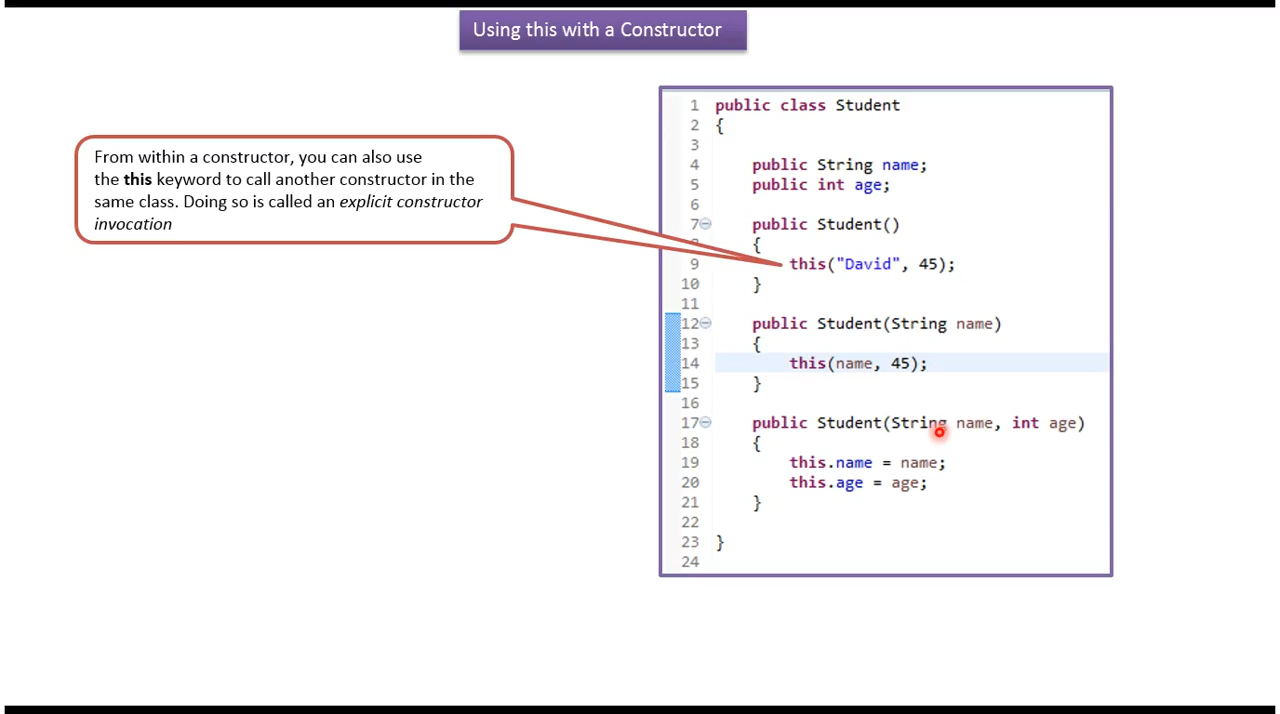 Using this with a Constructor
From within a constructor, you can also use
the this keyword to call another constructor in the
same class. Doing so is called an explicit constructor
invocation
1 public class Student
2 {
3
4 public String name;
5 public int age;
6
7 public Student()
8 {
9 this("David", 45);
10 }
11
12 public Student(String name)
13 {
14 this(name, 45);
15 }
16
17 public Student(String name, int age)
18 {
19 this.name = name;
20 this.age = age;
21 }
22
23 }
24